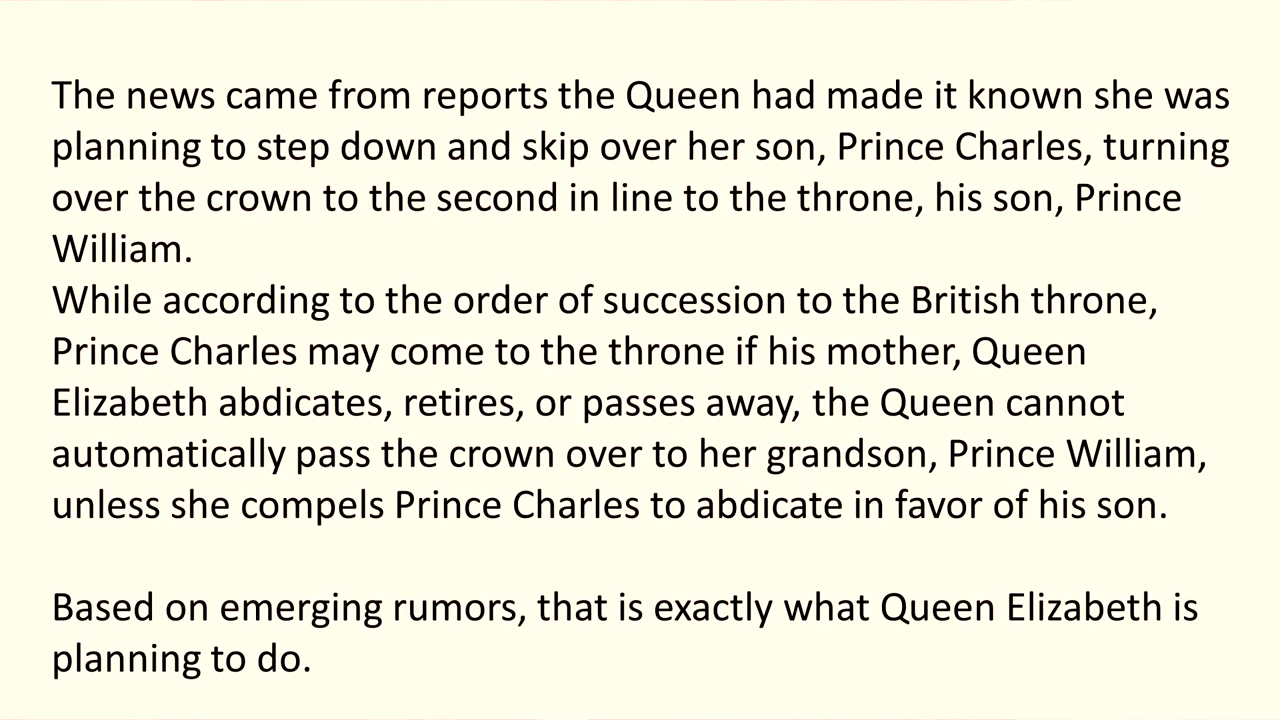 The news came from reports the Queen had made it known she was
planning to step down and skip over her son, Prince Charles, turning
over the crown to the second in line to the throne, his son, Prince
William.
While according to the order of succession to the British throne,
Prince Charles may come to the throne if his mother, Queen
Elizabeth abdicates, retires, or passes away, the Queen cannot
automatically pass the crown over to her grandson, Prince William,
unless she compels Prince Charles to abdicate in favor of his son.
Based on emerging rumors, that is exactly what Queen Elizabeth is
planning to do.